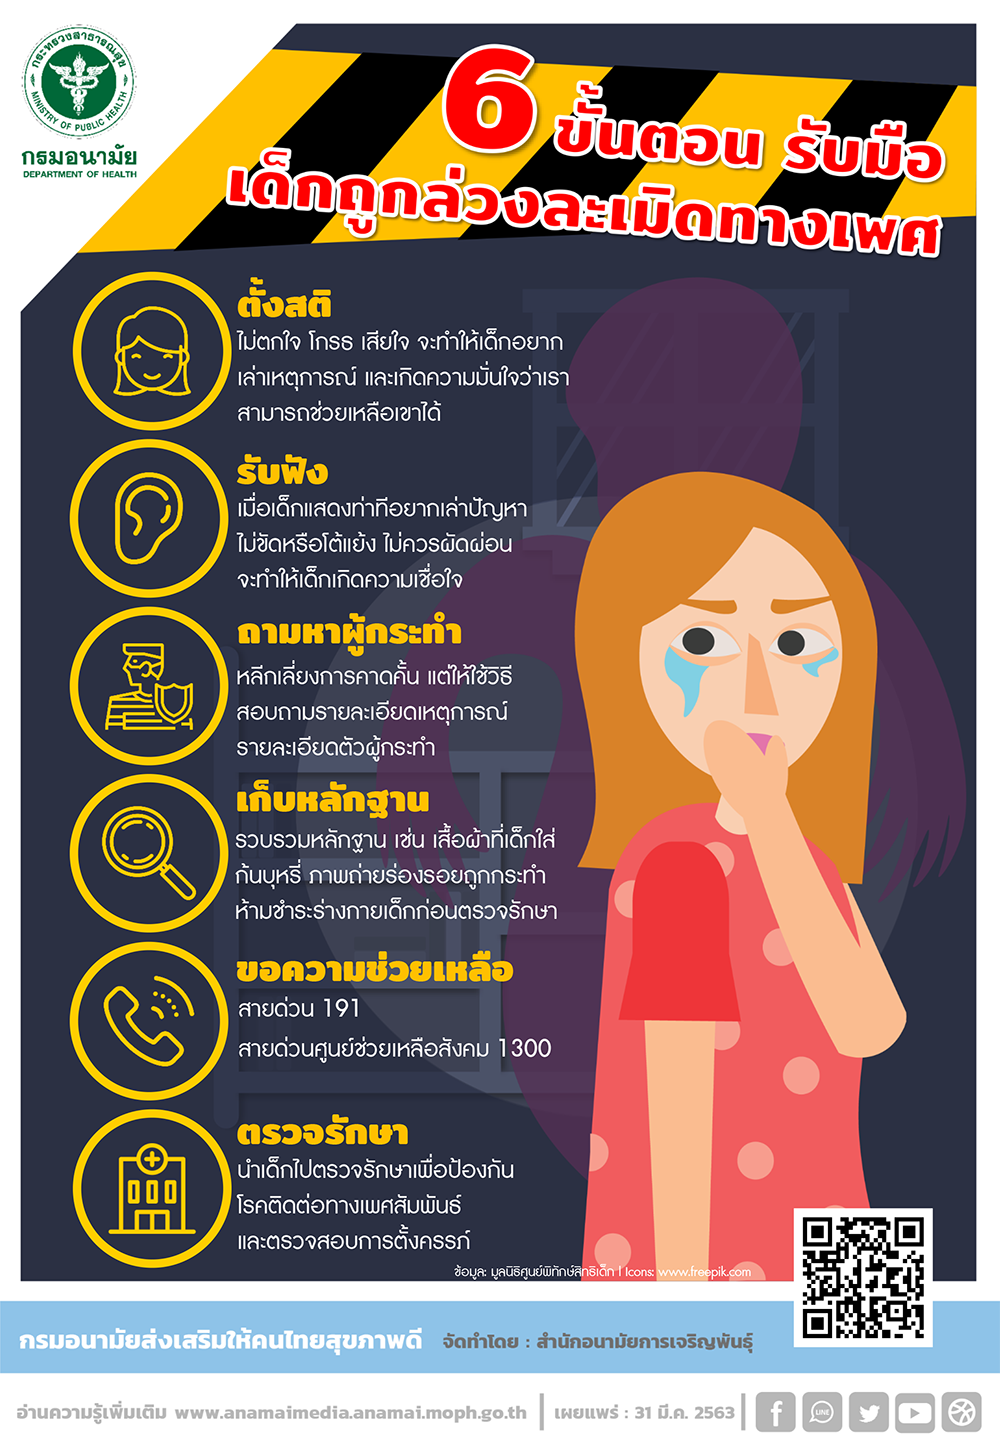 กระทรวงสาธารณสุข
MINISTRY OF PUBLIC HEALTH
กรมอนามัย
DEPARTMENT OF HEALTH
6 ขั้นตอน รับมือ
เด็กถูกล่วงละเมิดทางเพศ
ตั้งสติ
ไม่ตกใจ โกรธ เสียใจ จะทำให้เด็กอยาก
เล่าเหตุการณ์ และเกิดความมั่นใจว่าเรา
สามารถช่วยเหลือเขาได้
รับฟัง
เมื่อเด็กแสดงท่าทีอยากเล่าปัญหา
ไม่ขัดหรือโต้แย้ง ไม่ควรผัดผ่อน
จะทำให้เด็กเกิดความเชื่อใจ
ถามหาผู้กระทำ
หลีกเลี่ยงการคาดคั้น แต่ให้ใช้วิธี
สอบถามรายละเอียดเหตุการณ์
รายละเอียดตัวผู้กระทำ
เก็บหลักฐาน
รวบรวมหลักฐาน เช่น เสื้อผ้าที่เด็กใส่
ก้นบุหรี่ ภาพถ่ายร่องรอยถูกกระทำ
ห้ามชำระร่างกายเด็กก่อนตรวจรักษา
ขอความช่วยเหลือ
สายด่วน 191
สายด่วนศูนย์ช่วยเหลือสังคม 1300
ตรวจรักษา
นำเด็กไปตรวจรักษาเพื่อป้องกัน
โรคติดต่อทางเพศสัมพันธ์
และตรวจสอบการตั้งครรภ์
ข้อมูล: มูลนิธิศูนย์พิทักษ์สิทธิเด็ก | Icons: www.freepik.com
กรมอนามัยส่งเสริมให้คนไทยสุขภาพดี จัดทำโดย : สำนักอนามัยการเจริญพันธุ์
อ่านความรู้เพิ่มเติม www.anamaimedia.anamai.moph.go.th | เผยแพร่ : 31 มี.ค. 2563 |
LINE